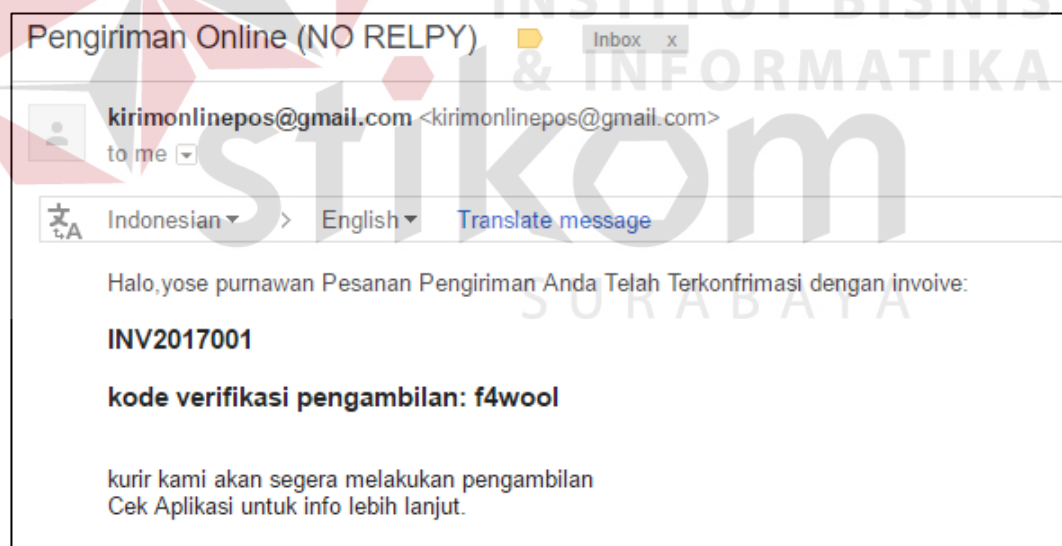 INSTITUT BISNIS
& INFORMATIKA
stikom
SURABAYA
Pengiriman Online (NO RELPY) Inbox x
kirimonlinepos@gmail.com <kirimonlinepos@gmail.com>
to me
Indonesian > English Translate message
Halo,yose purnawan Pesanan Pengiriman Anda Telah Terkonfrimasi dengan invoive:
INV2017001
kode verifikasi pengambilan: f4wool
kurir kami akan segera melakukan pengambilan
Cek Aplikasi untuk info lebih lanjut.